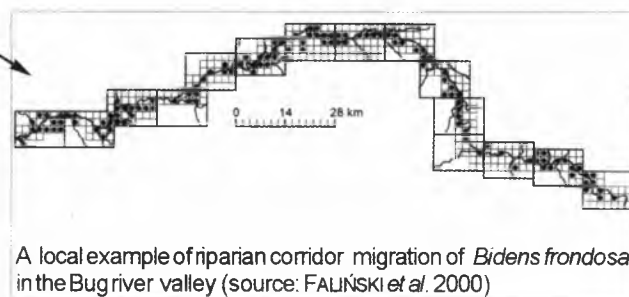 0 14 28 km
A local example of riparian corridor migration of Bidens frondosa
in the Bug river valley (source: FALIŃSKI et al. 2000)